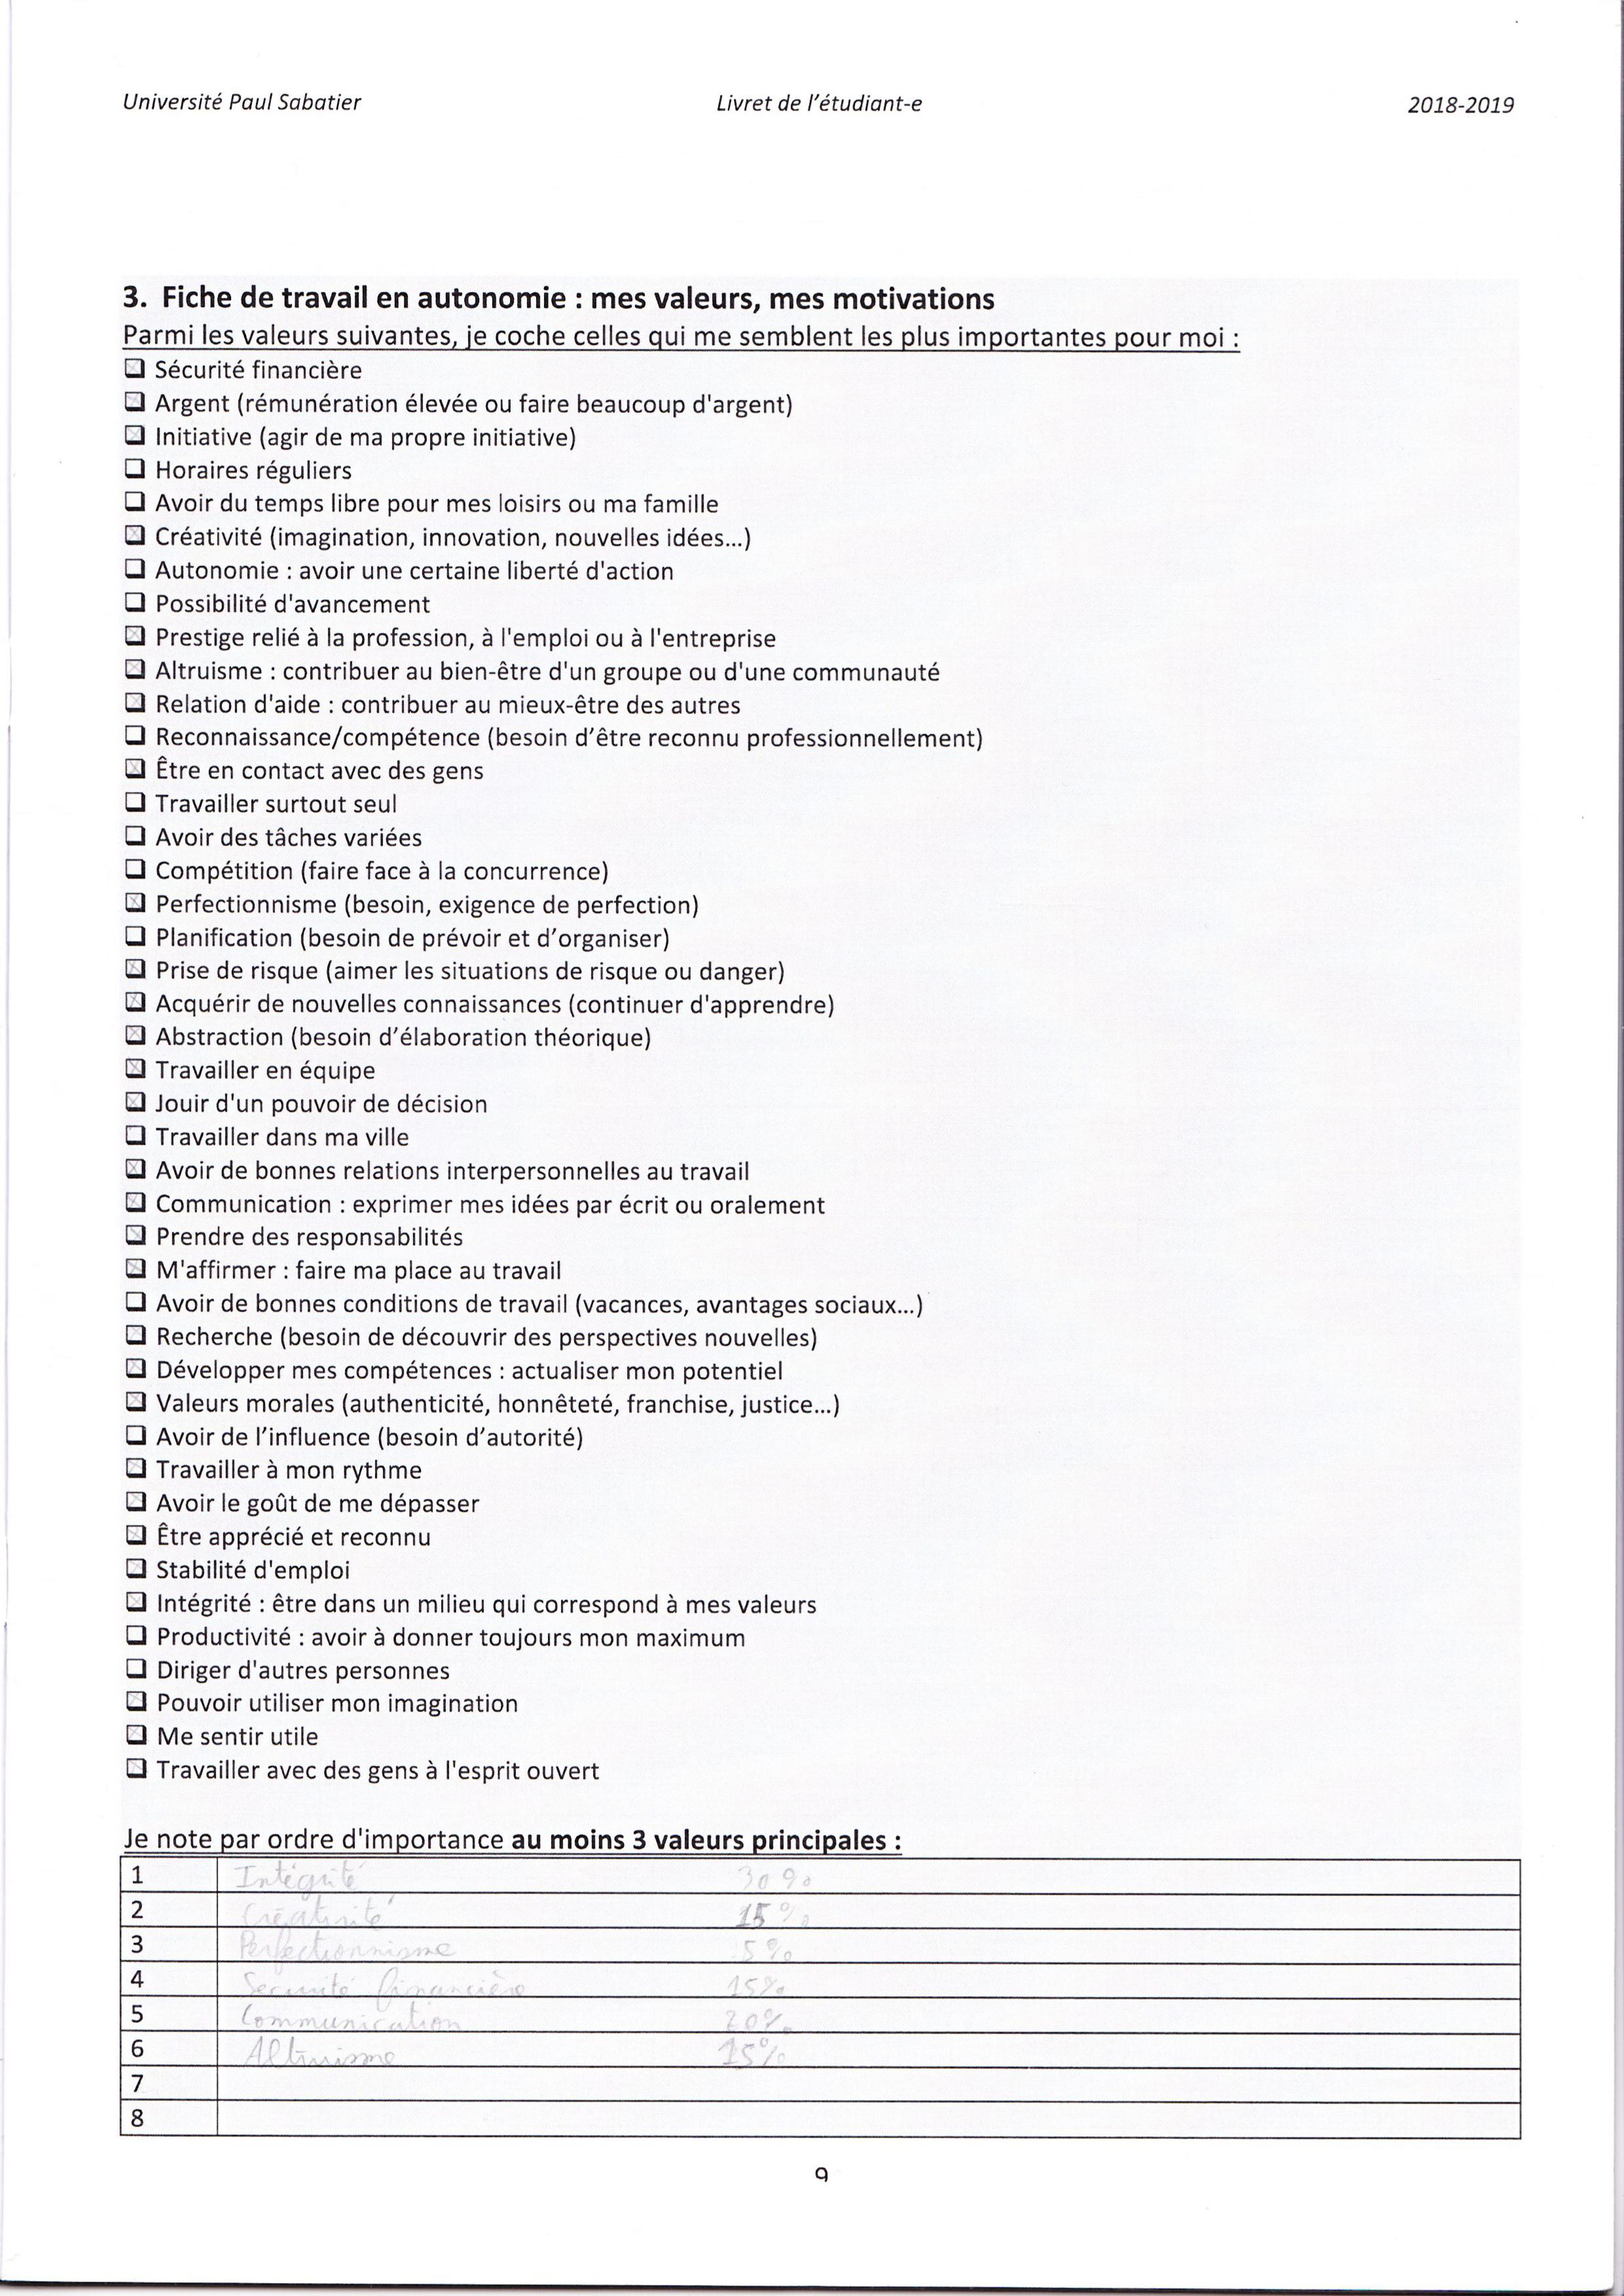 Université Paul Sabatier Livret de l'étudiant-e 2018-2019
3. Fiche de travail en autonomie : mes valeurs, mes motivations
Parmi les valeurs suivantes, je coche celles qui me semblent les plus importantes pour moi :
Sécurité financière
Argent (rémunération élevée ou faire beaucoup d'argent)
Initiative (agir de ma propre initiative)
Horaires réguliers
Avoir du temps libre pour mes loisirs ou ma famille
Créativité (imagination, innovation, nouvelles idées...)
Autonomie : avoir une certaine liberté d'action
Possibilité d'avancement
Prestige relié à la profession, à l'emploi ou à l'entreprise
Altruisme : contribuer au bien-être d'un groupe ou d'une communauté
Relation d'aide : contribuer au mieux-être des autres
Reconnaissance/compétence (besoin d'être reconnu professionnellement)
Être en contact avec des gens
Travailler surtout seul
Avoir des tâches variées
Compétition (faire face à la concurrence)
Perfectionnisme (besoin, exigence de perfection)
Planification (besoin de prévoir et d'organiser)
Prise de risque (aimer les situations de risque ou danger)
Acquérir de nouvelles connaissances (continuer d'apprendre)
Abstraction (besoin d'élaboration théorique)
Travailler en équipe
Jouir d'un pouvoir de décision
Travailler dans ma ville
Avoir de bonnes relations interpersonnelles au travail
Communication : exprimer mes idées par écrit ou oralement
Prendre des responsabilités
M'affirmer : faire ma place au travail
Avoir de bonnes conditions de travail (vacances, avantages sociaux...)
Recherche (besoin de découvrir des perspectives nouvelles)
Développer mes compétences : actualiser mon potentiel
Valeurs morales (authenticité, honnêteté, franchise, justice...)
Avoir de l'influence (besoin d'autorité)
Travailler à mon rythme
Avoir le goût de me dépasser
Être apprécié et reconnu
Stabilité d'emploi
Intégrité : être dans un milieu qui correspond à mes valeurs
Productivité : avoir à donner toujours mon maximum
Diriger d'autres personnes
Pouvoir utiliser mon imagination
Me sentir utile
Travailler avec des gens à l'esprit ouvert
Je note par ordre d'importance au moins 3 valeurs principales :
1 Intégrité 30%
2 Créativité 15%
3 Perfectionnisme 5%
4 Sécurité financière 15%
5 Communication 20%
6 Altruisme 15%
7
8
9